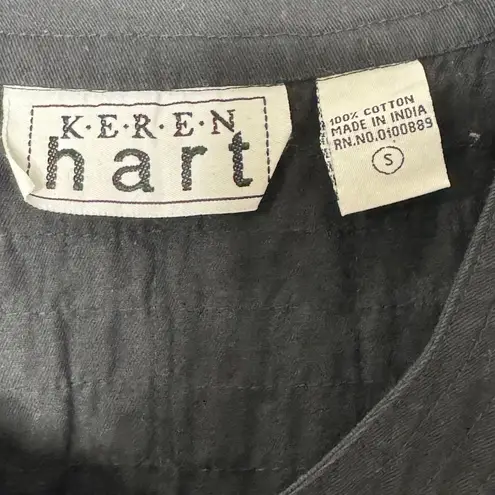 K·E·R·E·N
hart
100% COTTON
MADE IN INDIA
RN.NO.0100889
S